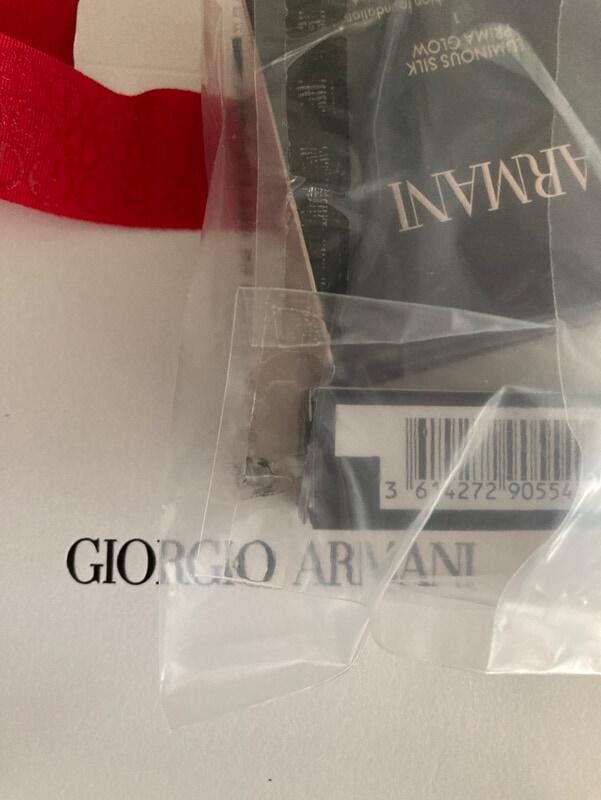 LUMINOUS SILK
PRIMA GLOW
ARMANI
3 614272 90554
GIORGIO ARMANI